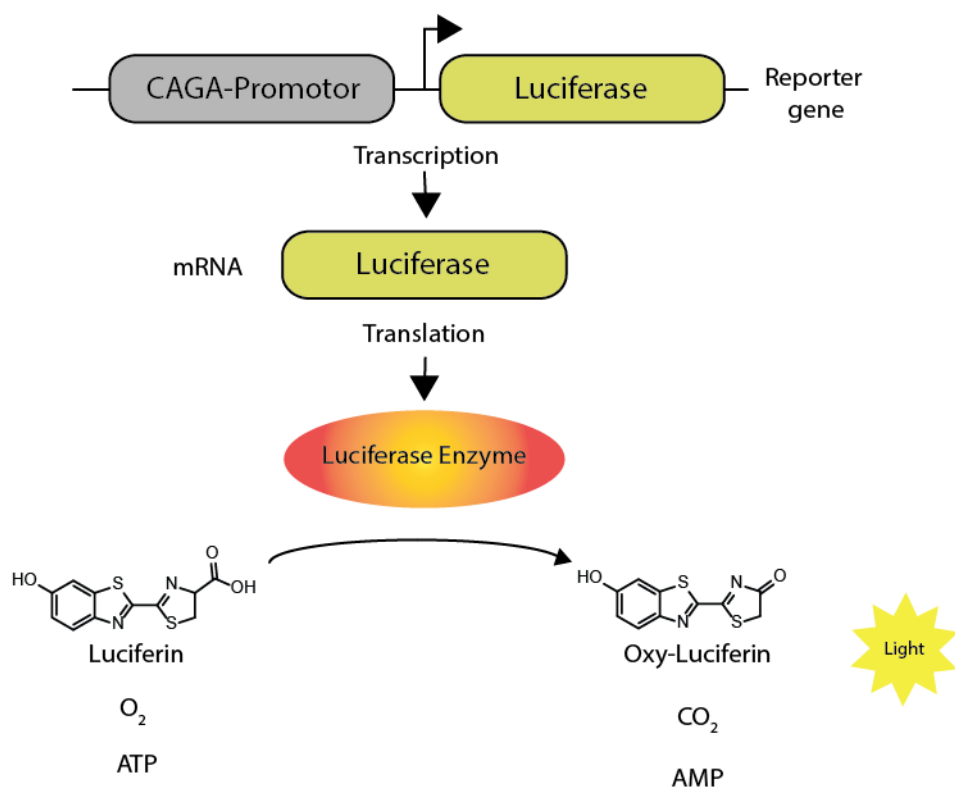 CAGA-Promotor
Luciferase
Reporter
gene
Transcription
mRNA
Luciferase
Translation
Luciferase Enzyme
HO
S
N
N
S
O
OH
Luciferin
O₂
ATP
HO
S
N
N
S
O
Oxy-Luciferin
CO₂
AMP
Light